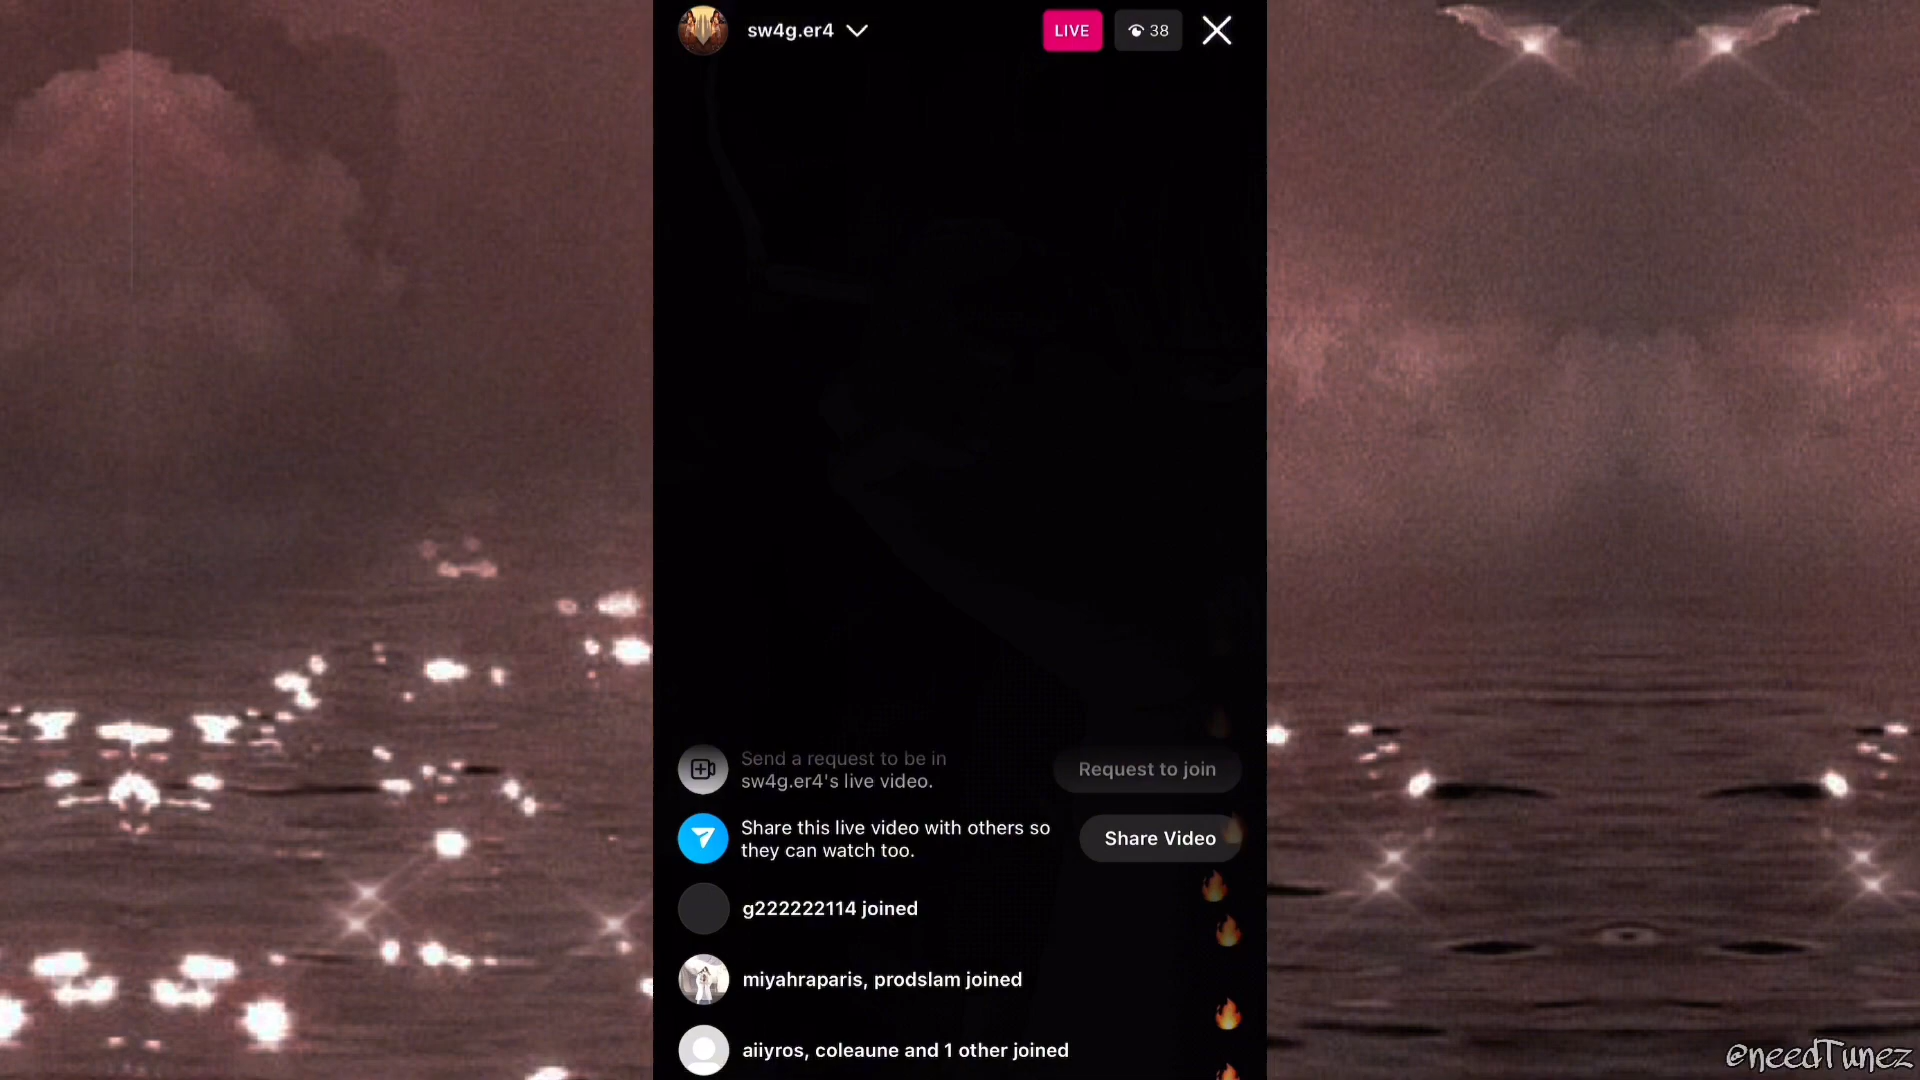 sw4g.er4
LIVE
38
Send a request to be in
sw4g.er4's live video.
Request to join
Share this live video with others so
they can watch too.
Share Video
g222222114 joined
miyahraparis, prodslam joined
aiiyros, coleaune and 1 other joined
@needTunez